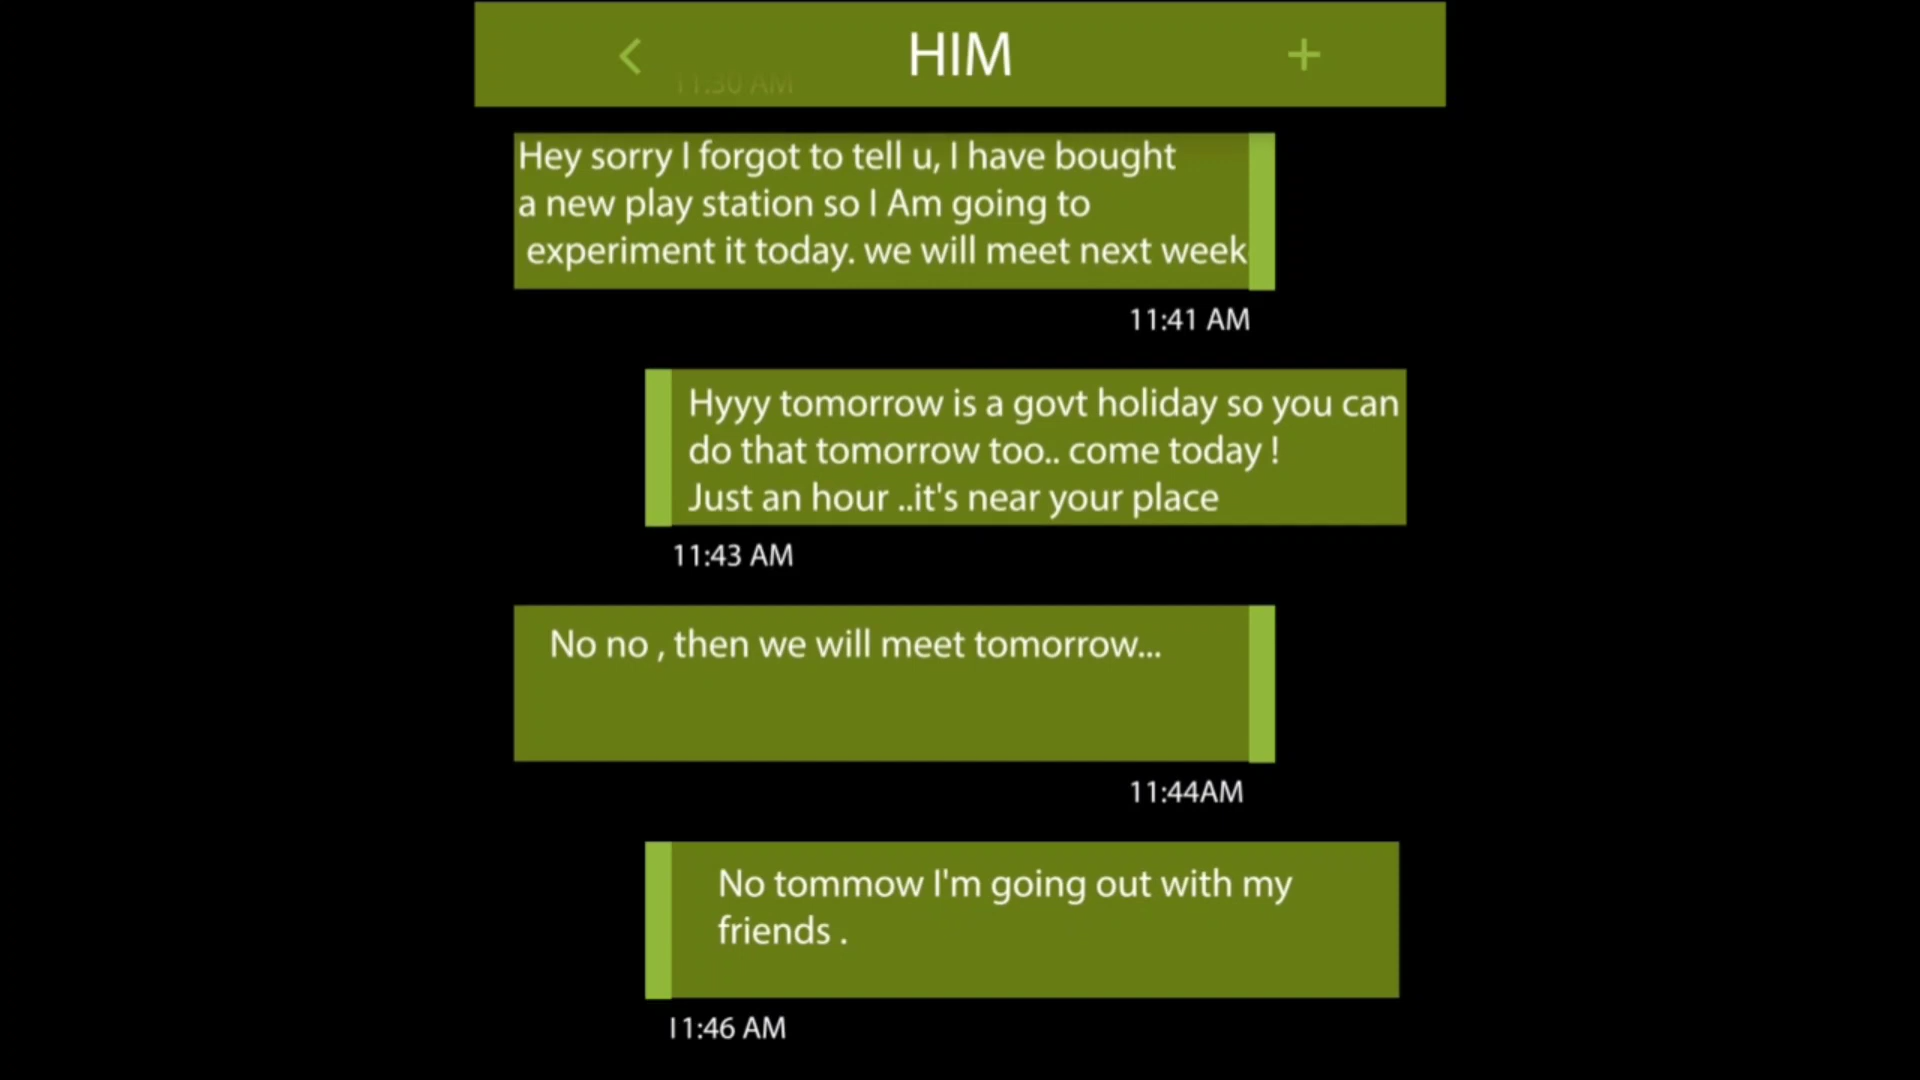 < HIM +
11:30 AM
Hey sorry I forgot to tell u, I have bought
a new play station so I Am going to
experiment it today. we will meet next week
11:41 AM
Hyyy tomorrow is a govt holiday so you can
do that tomorrow too.. come today !
Just an hour ..it's near your place
11:43 AM
No no , then we will meet tomorrow...
11:44AM
No tommow I'm going out with my
friends .
11:46 AM